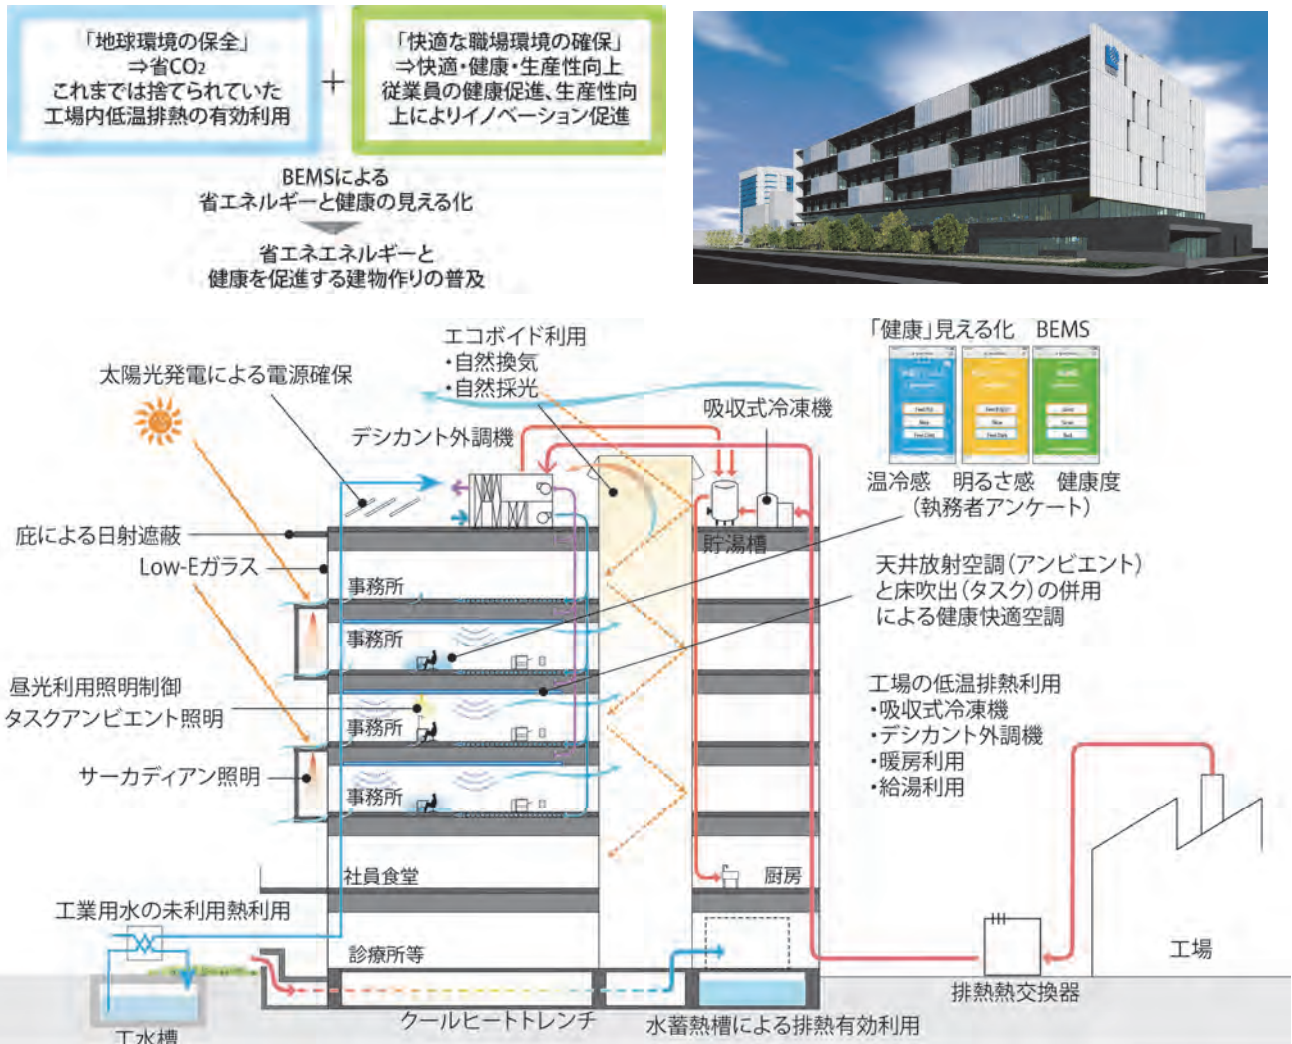 「地球環境の保全」
⇒省CO2
これまでは捨てられていた
工場内低温排熱の有効利用
+
「快適な職場環境の確保」
⇒快適・健康・生産性向上
従業員の健康促進、生産性向
上によりイノベーション促進
BEMSによる
省エネルギーと健康の見える化
省エネエネルギーと
健康を促進する建物作りの普及
エコボイド利用
・自然換気
・自然採光
「健康」見える化 BEMS
太陽光発電による電源確保
吸収式冷凍機
デシカント外調機
温冷感 明るさ感 健康度
（執務者アンケート）
庇による日射遮蔽
貯湯槽
Low-Eガラス
天井放射空調（アンビエント）
と床吹出（タスク）の併用
による健康快適空調
事務所
事務所
昼光利用照明制御
タスクアンビエント照明
事務所
工場の低温排熱利用
・吸収式冷凍機
・デシカント外調機
・暖房利用
・給湯利用
サーカディアン照明
事務所
社員食堂
厨房
工業用水の未利用熱利用
診療所等
工場
排熱熱交換器
クールヒートトレンチ
水蓄熱槽による排熱有効利用
工水槽